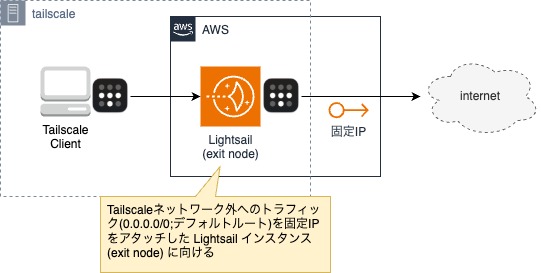 tailscale
aws
AWS
Tailscale
Client
Lightsail
(exit node)
固定IP
internet
Tailscaleネットワーク外へのトラフィッ
ク(0.0.0.0/0;デフォルトルート)を固定IP
をアタッチした Lightsail インスタンス
(exit node) に向ける